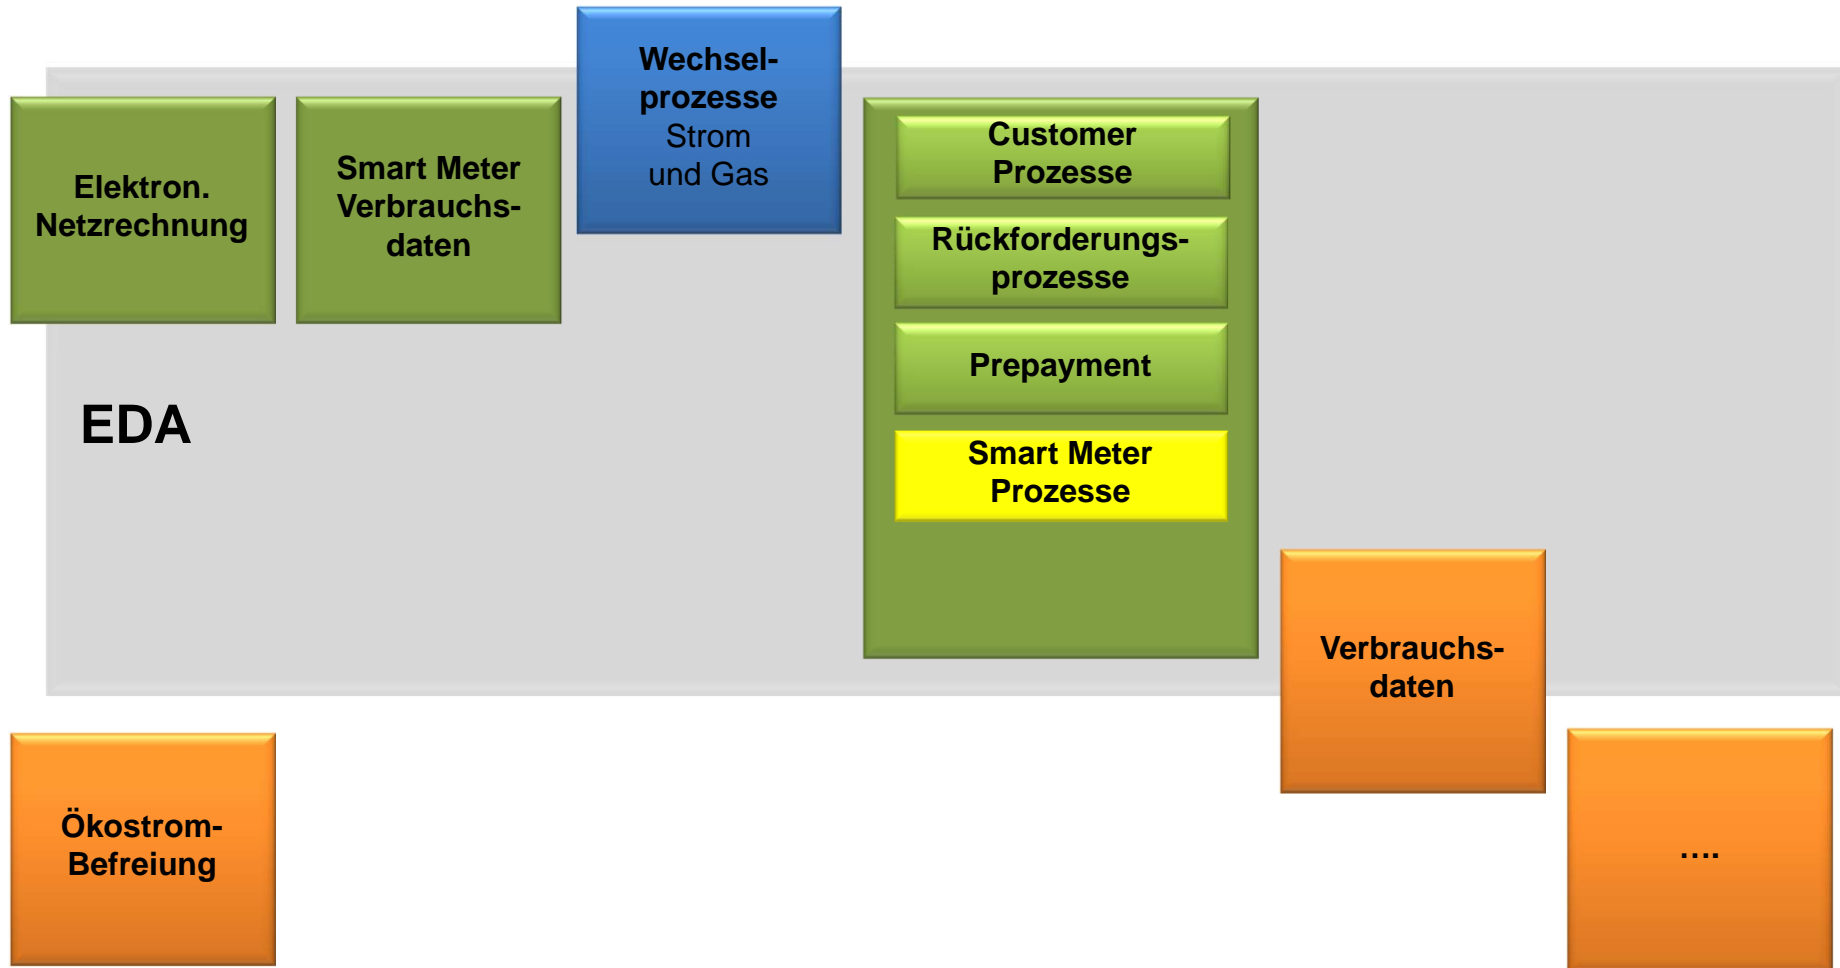 Elektron.
Netzrechnung
Smart Meter
Verbrauchs-
daten
Wechsel-
prozesse
Strom
und Gas
Customer
Prozesse
Rückforderungs-
prozesse
Prepayment
Smart Meter
Prozesse
EDA
Verbrauchs-
daten
Ökostrom-
Befreiung
....